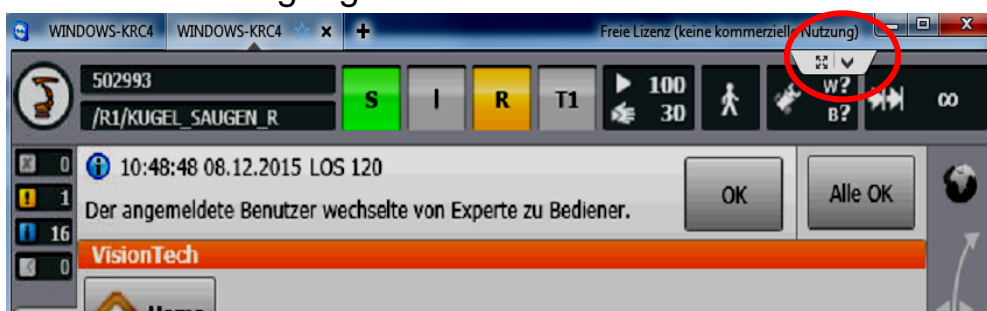 WINDOWS-KRC4 WINDOWS-KRC4 x + Freie Lizenz (keine kommerzielle Nutzung)
502993
/R1/KUGEL_SAUGEN_R
S I R T1
100
30
W?
B?
∞
0
1
16
0
10:48:48 08.12.2015 LOS 120
Der angemeldete Benutzer wechselte von Experte zu Bediener.
OK
Alle OK
VisionTech